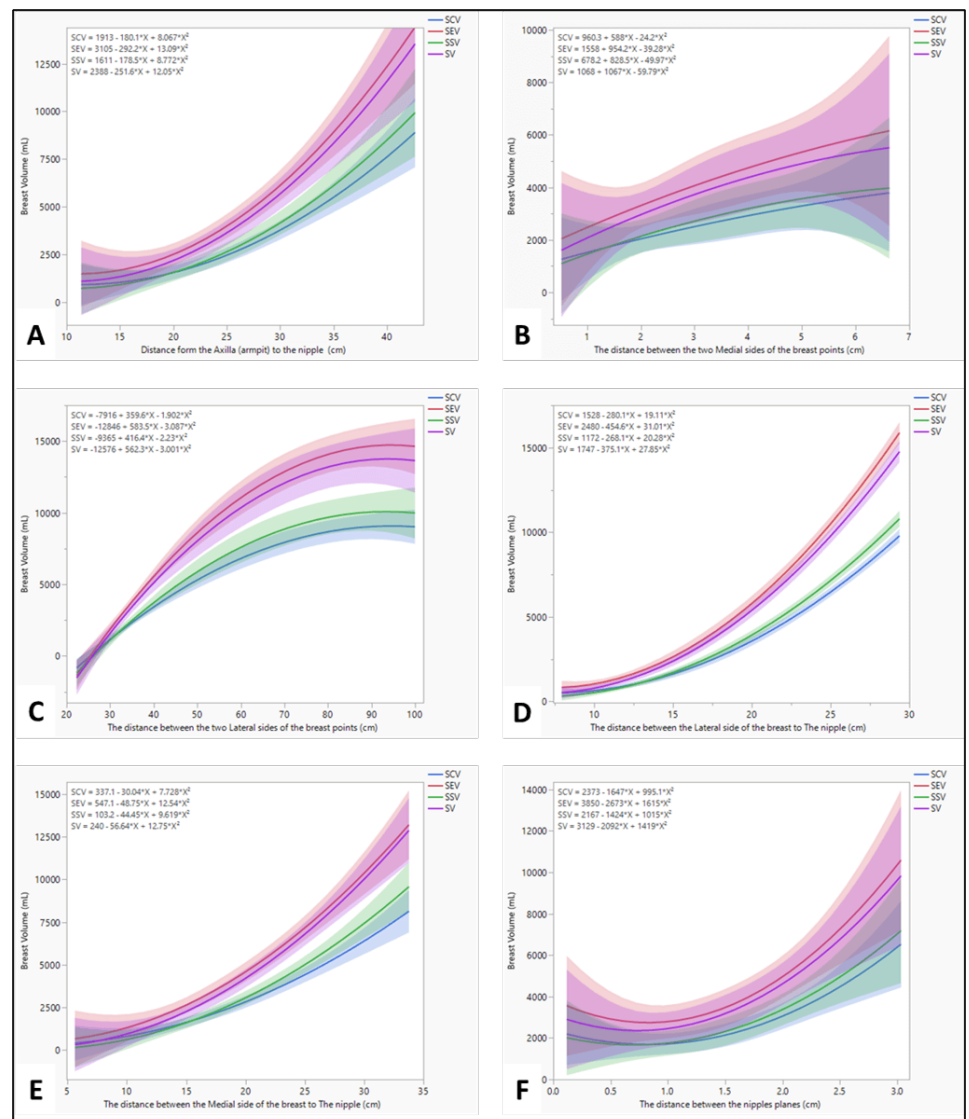 SCV = 1913 - 180.1*X + 8.067*X²
SEV = 3105 - 292.2*X + 13.09*X²
SSV = 1611 - 178.5*X + 8.772*X²
SV = 2388 - 251.6*X + 12.05*X²
SCV
SEV
SSV
SV
12500
10000
7500
5000
2500
0
Breast Volume (mL)
10 15 20 25 30 35 40
Distance form the Axilla (armpit) to the nipple (cm)
A
SCV = 960.3 + 588*X - 24.2*X²
SEV = 1558 + 954.2*X - 39.28*X²
SSV = 678.2 + 828.5*X - 49.97*X²
SV = 1068 + 1067*X - 59.79*X²
SCV
SEV
SSV
SV
10000
8000
6000
4000
2000
0
Breast Volume (mL)
1 2 3 4 5 6 7
The distance between the two Medial sides of the breast points (cm)
B
SCV = -7916 + 359.6*X - 1.902*X²
SEV = -12846 + 583.5*X - 3.087*X²
SSV = -9365 + 416.4*X - 2.23*X²
SV = -12576 + 562.3*X - 3.001*X²
SCV
SEV
SSV
SV
15000
10000
5000
0
Breast Volume (mL)
20 30 40 50 60 70 80 90 100
The distance between the two Lateral sides of the breast points (cm)
C
SCV = 1528 - 280.1*X + 19.11*X²
SEV = 2480 - 454.6*X + 31.01*X²
SSV = 1172 - 268.1*X + 20.28*X²
SV = 1747 - 375.1*X + 27.85*X²
SCV
SEV
SSV
SV
15000
10000
5000
0
Breast Volume (mL)
10 15 20 25 30
The distance between the Lateral side of the breast to The nipple (cm)
D
SCV = 337.1 - 30.04*X + 7.728*X²
SEV = 547.1 - 48.75*X + 12.54*X²
SSV = 103.2 - 44.45*X + 9.619*X²
SV = 240 - 56.64*X + 12.75*X²
SCV
SEV
SSV
SV
15000
12500
10000
7500
5000
2500
0
Breast Volume (mL)
5 10 15 20 25 30 35
The distance between the Medial side of the breast to The nipple (cm)
E
SCV = 2373 - 1647*X + 995.1*X²
SEV = 3850 - 2673*X + 1615*X²
SSV = 2167 - 1424*X + 1015*X²
SV = 3129 - 2092*X + 1419*X²
SCV
SEV
SSV
SV
14000
12000
10000
8000
6000
4000
2000
0
Breast Volume (mL)
0.0 0.5 1.0 1.5 2.0 2.5 3.0
The distance between the nipples planes (cm)
F